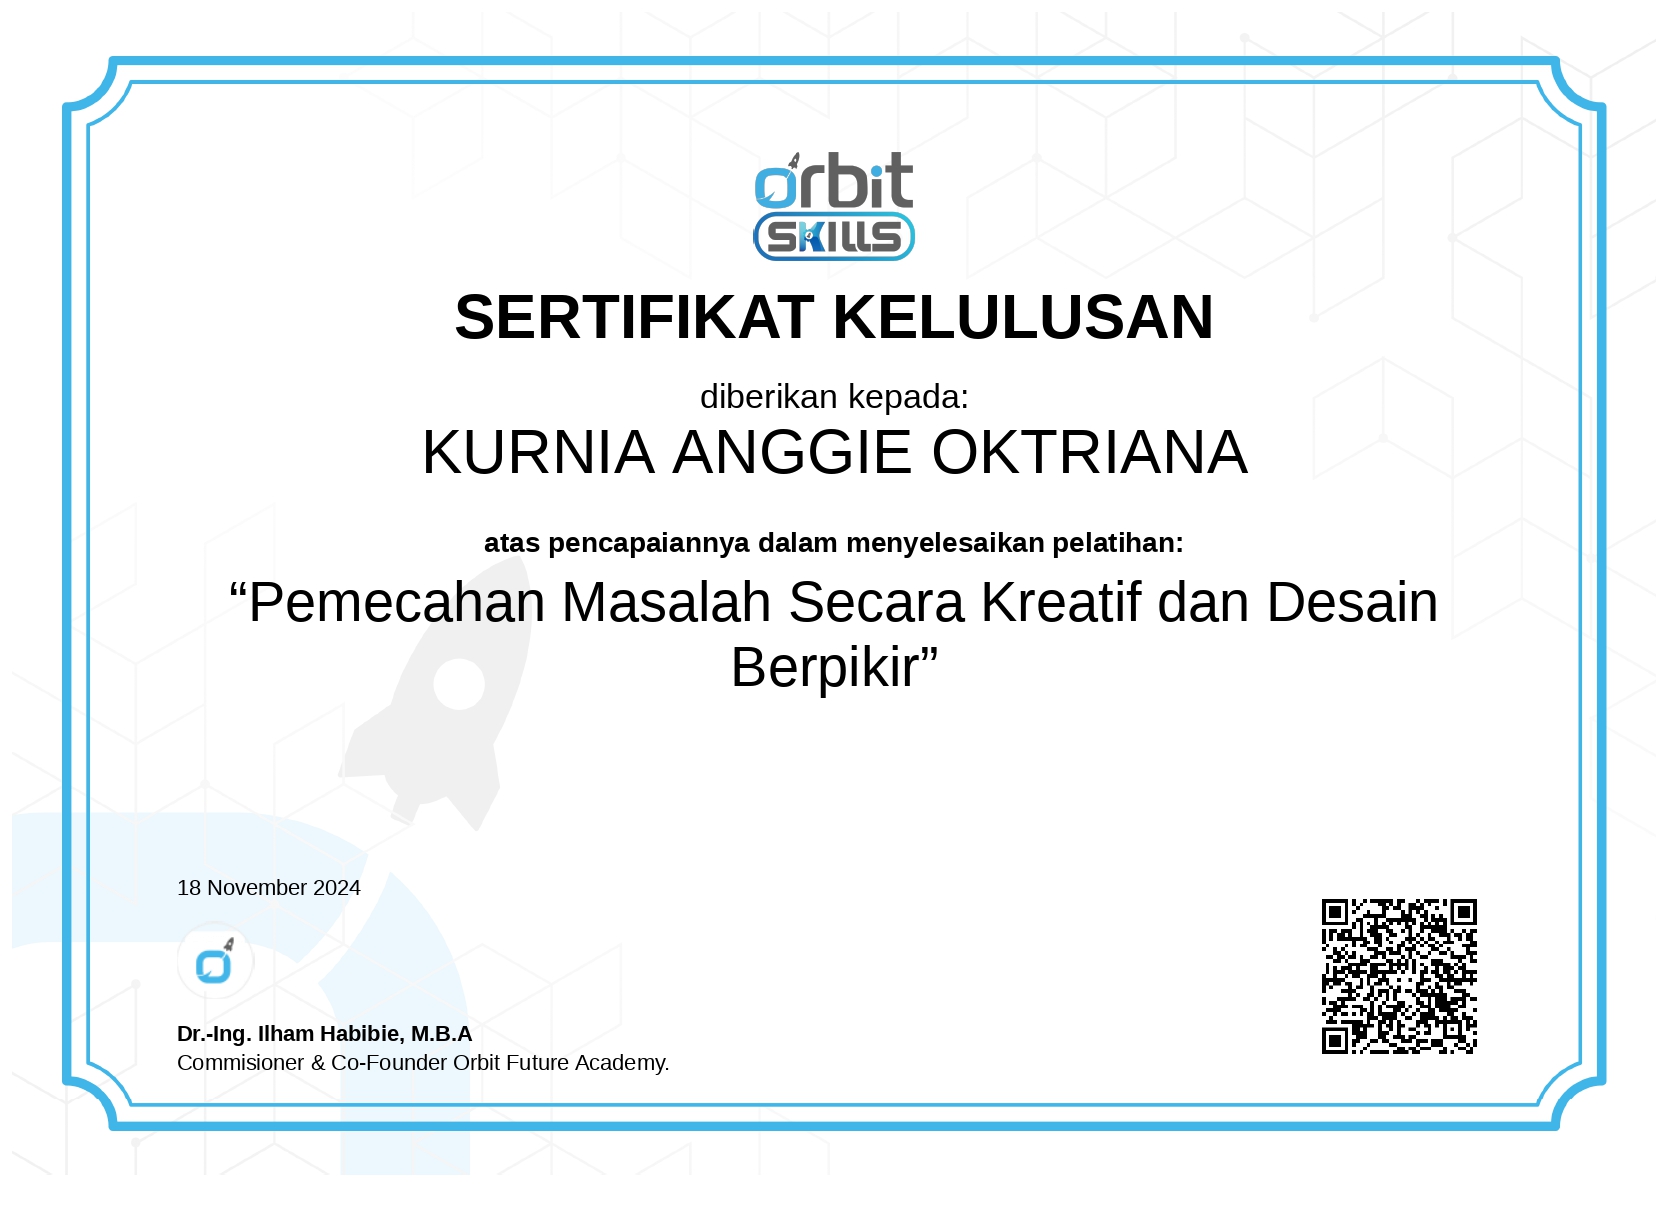 orbit
SKILLS
SERTIFIKAT KELULUSAN
diberikan kepada:
KURNIA ANGGIE OKTRIANA
atas pencapaiannya dalam menyelesaikan pelatihan:
“Pemecahan Masalah Secara Kreatif dan Desain
Berpikir”
18 November 2024
Dr.-Ing. Ilham Habibie, M.B.A
Commisioner & Co-Founder Orbit Future Academy.